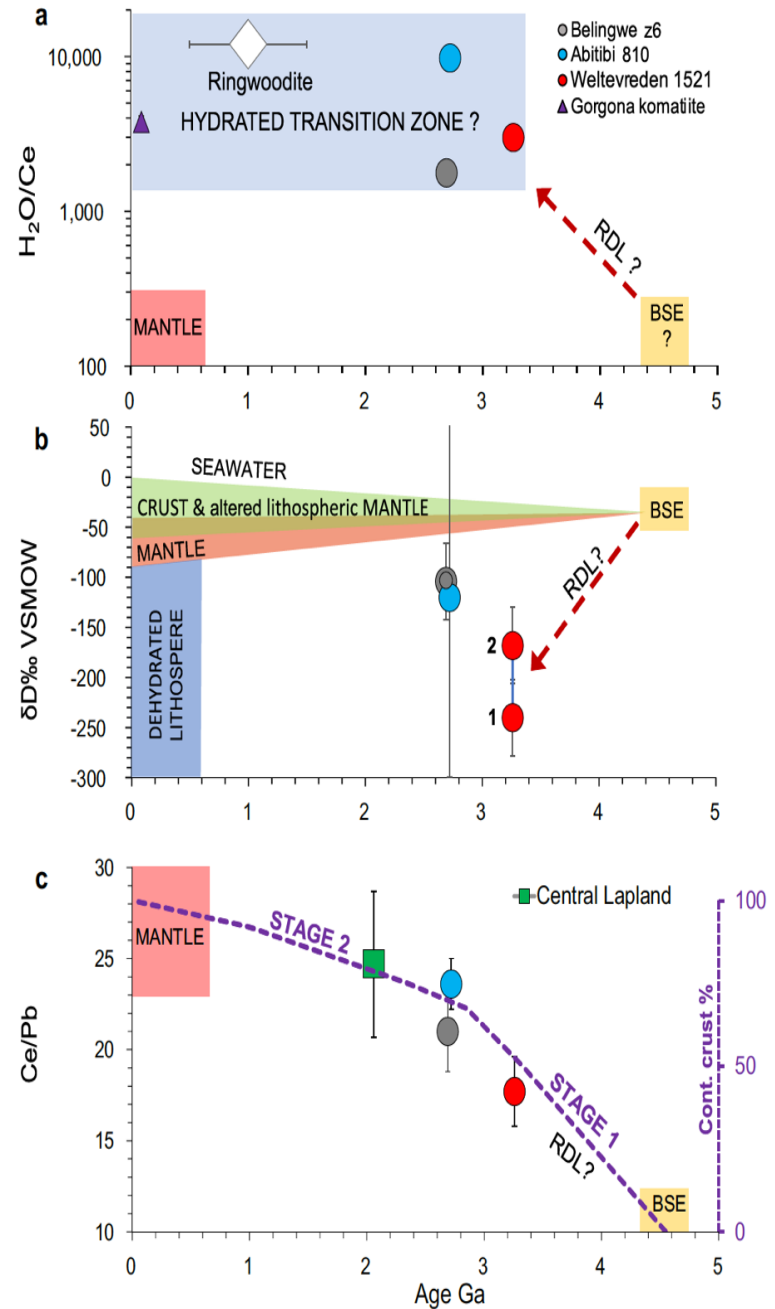 a
Belingwe z6
Abitibi 810
Weltevreden 1521
Gorgona komatiite
10,000
1,000
100
H₂O/Ce
Ringwoodite
HYDRATED TRANSITION ZONE ?
RDL ?
MANTLE
BSE
?
0 1 2 3 4 5
b
50
0
-50
-100
-150
-200
-250
-300
δD‰ VSMOW
SEAWATER
CRUST & altered lithospheric MANTLE
MANTLE
BSE
RDL?
DEHYDRATED
LITHOSPERE
2
1
0 1 2 3 4 5
c
30
25
20
15
10
Ce/Pb
Central Lapland
MANTLE
STAGE 2
STAGE 1
RDL?
BSE
100
50
0
Cont. crust %
0 1 2 3 4 5
Age Ga